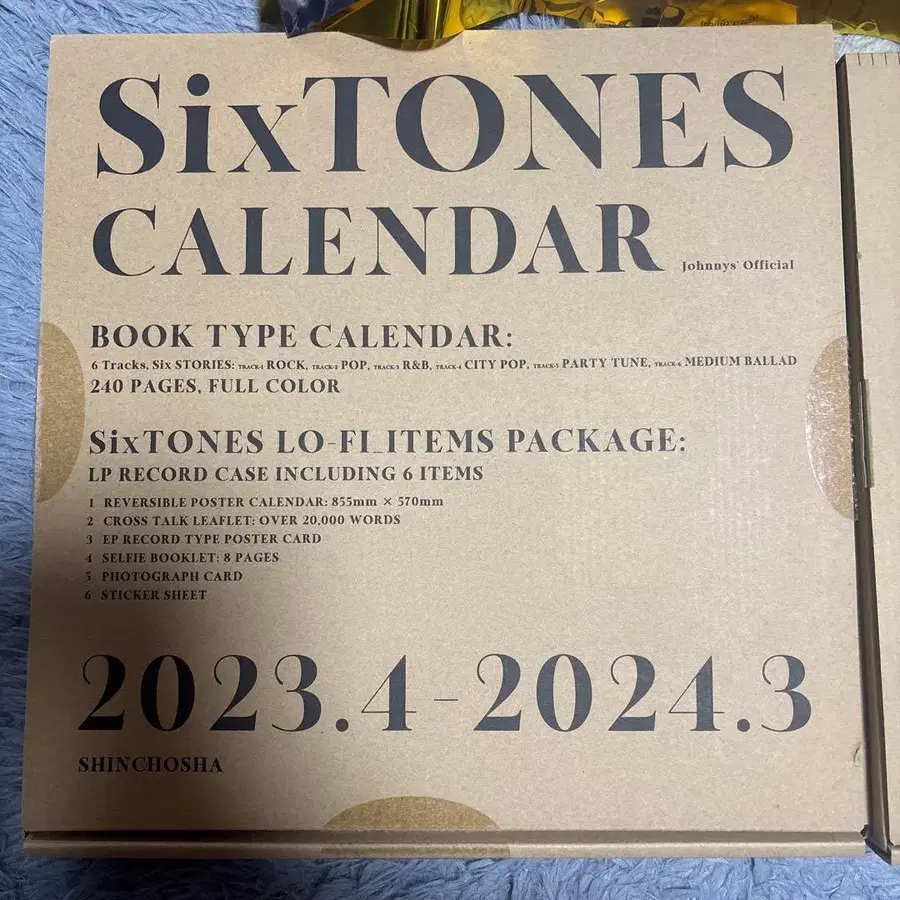 SixTONES
CALENDAR
Johnnys' Official
BOOK TYPE CALENDAR:
6 Tracks, Six STORIES: TRACK-1 ROCK, TRACK-2 POP, TRACK-3 R&B, TRACK-4 CITY POP, TRACK-5 PARTY TUNE, TRACK-6 MEDIUM BALLAD
240 PAGES, FULL COLOR
SixTONES LO-FI_ITEMS PACKAGE:
LP RECORD CASE INCLUDING 6 ITEMS
1 REVERSIBLE POSTER CALENDAR: 855mm × 570mm
2 CROSS TALK LEAFLET: OVER 20,000 WORDS
3 EP RECORD TYPE POSTER CARD
4 SELFIE BOOKLET: 8 PAGES
5 PHOTOGRAPH CARD
6 STICKER SHEET
2023.4-2024.3
SHINCHOSHA